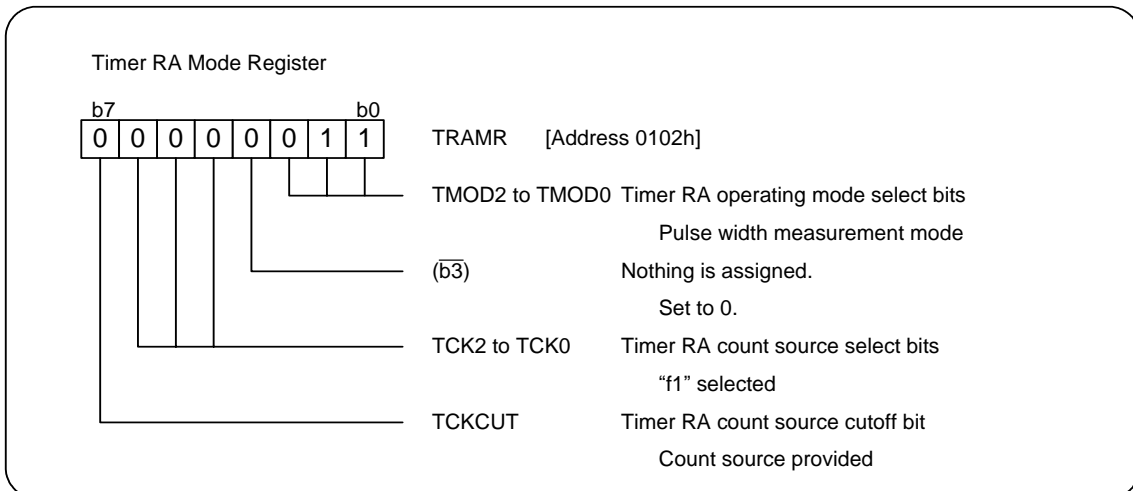 Timer RA Mode Register
b7 b0
0 0 0 0 0 0 1 1 TRAMR [Address 0102h]
TMOD2 to TMOD0 Timer RA operating mode select bits
Pulse width measurement mode
(b3) Nothing is assigned.
Set to 0.
TCK2 to TCK0 Timer RA count source select bits
“f1” selected
TCKCUT Timer RA count source cutoff bit
Count source provided